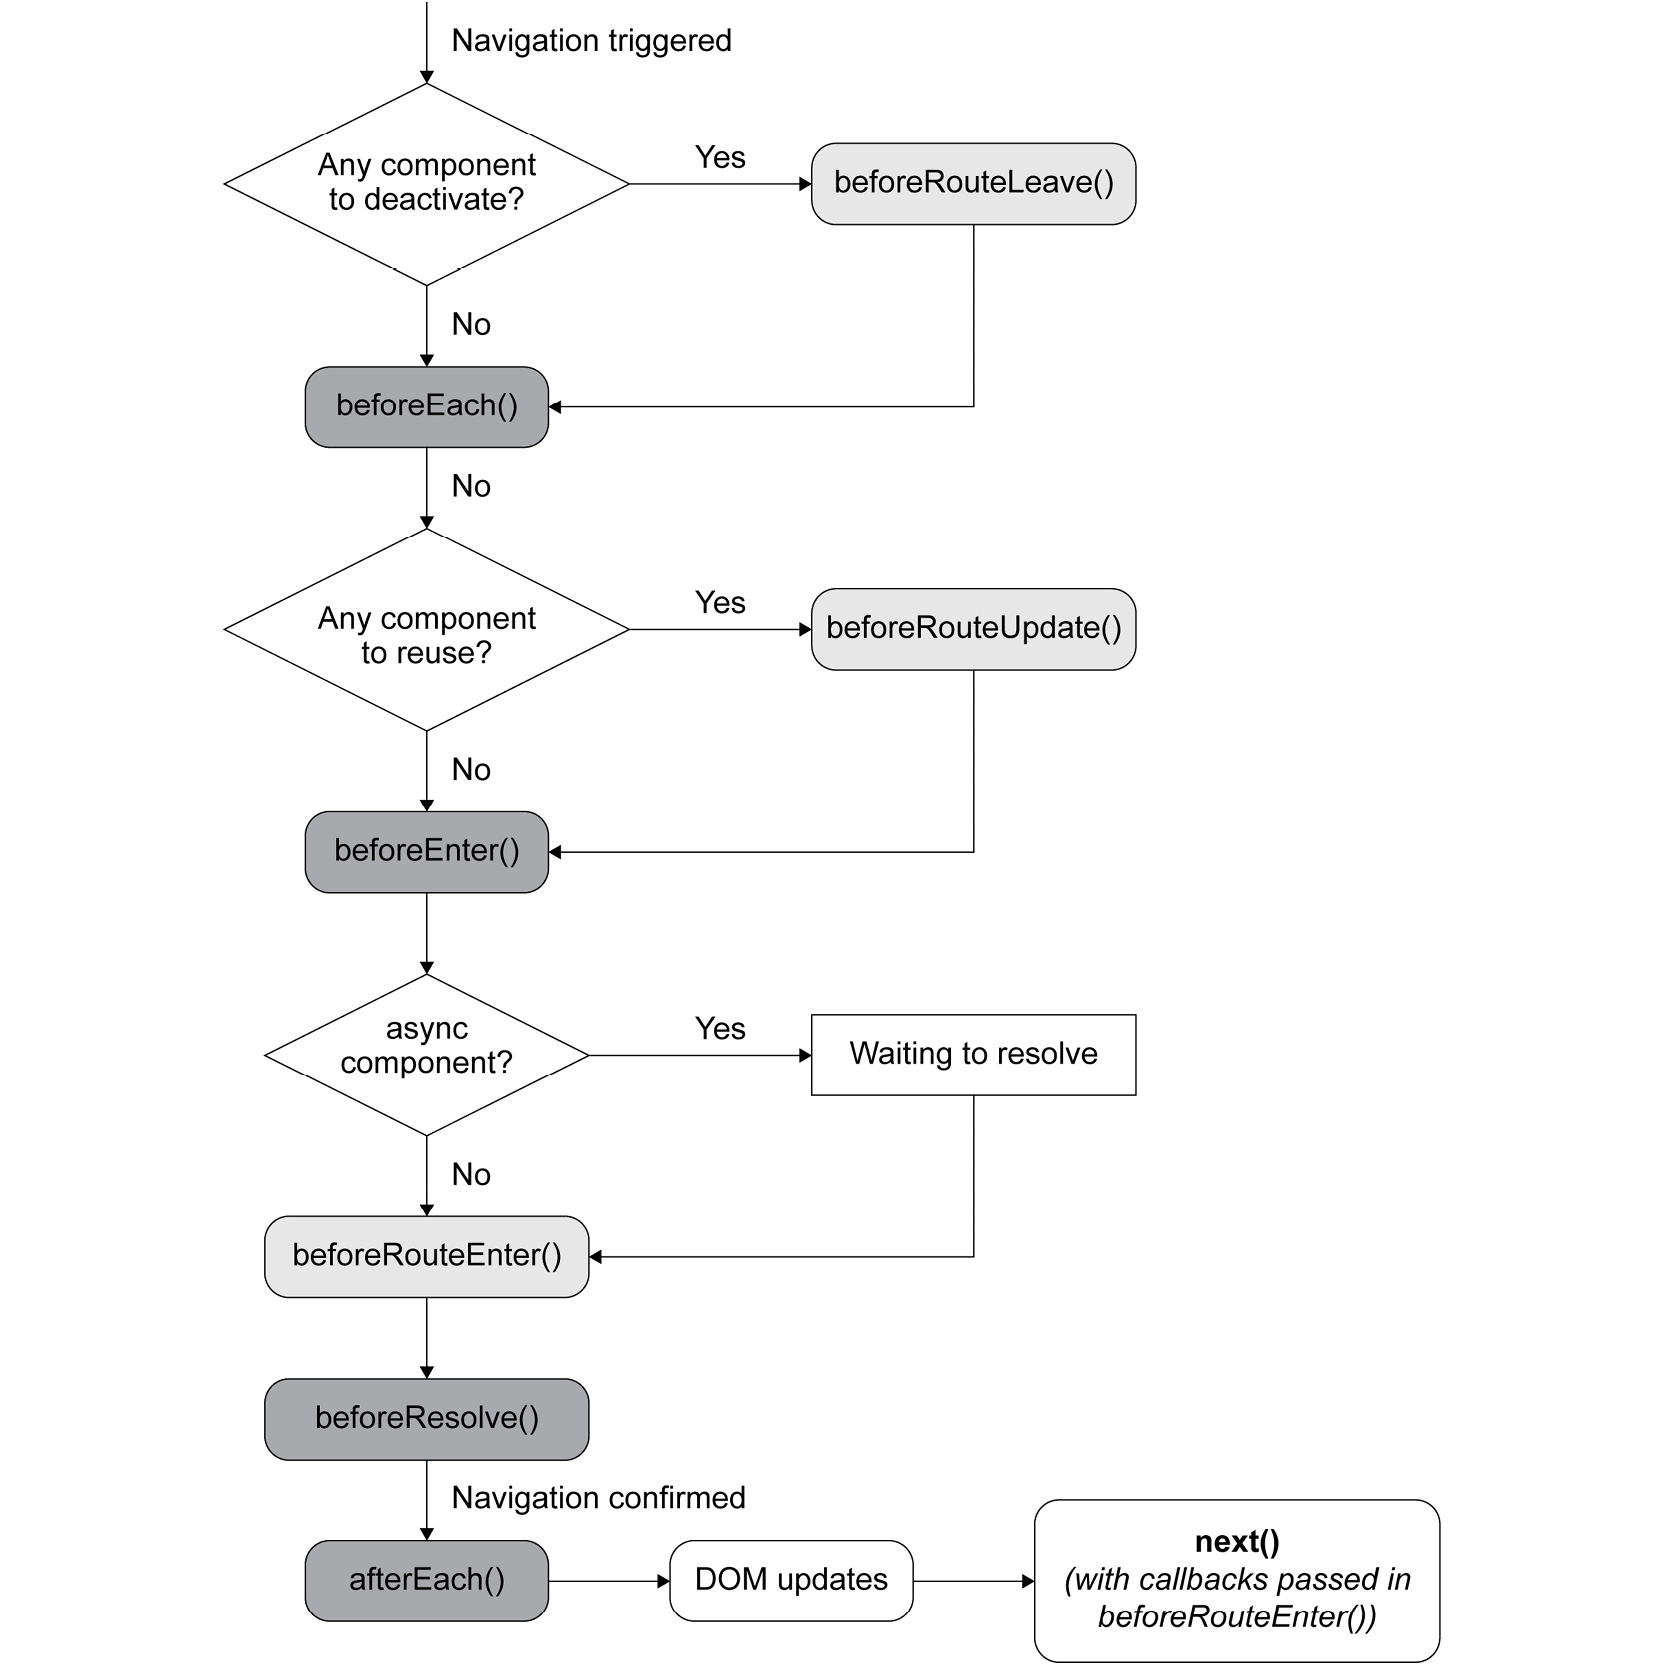 Navigation triggered
Any component
to deactivate?
Yes
beforeRouteLeave()
No
beforeEach()
No
Any component
to reuse?
Yes
beforeRouteUpdate()
No
beforeEnter()
async
component?
Yes
Waiting to resolve
No
beforeRouteEnter()
beforeResolve()
Navigation confirmed
afterEach()
DOM updates
next()
(with callbacks passed in
beforeRouteEnter())